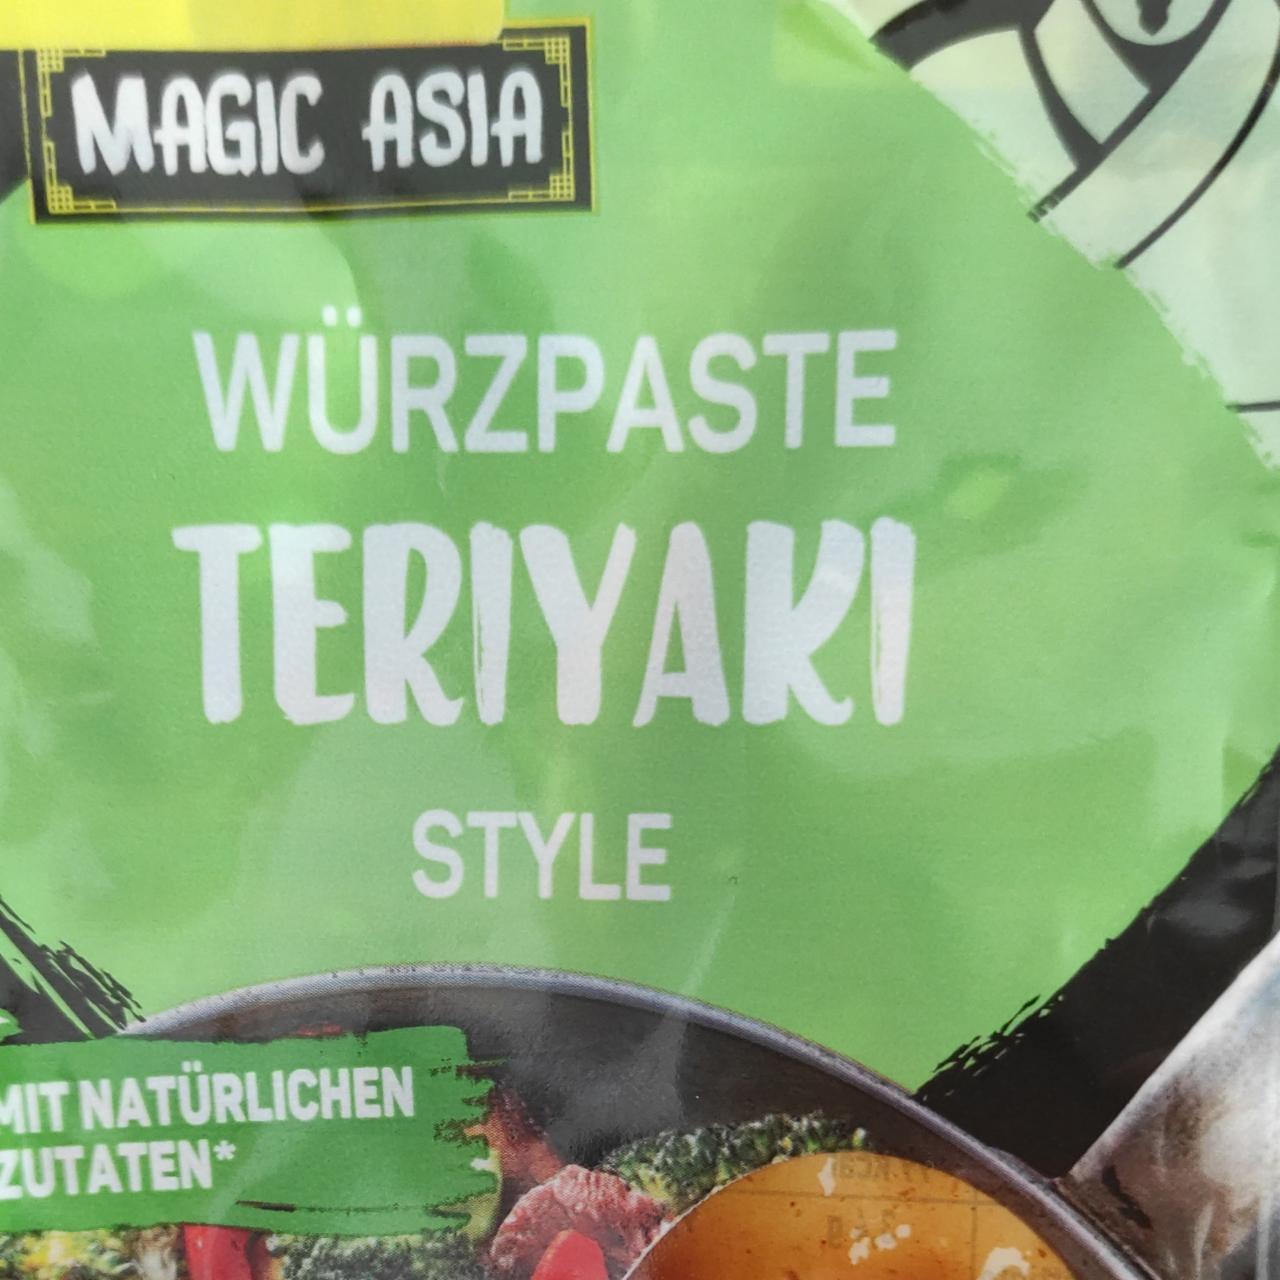 MAGIC ASIA
WÜRZPASTE
TERIYAKI
STYLE
MIT NATÜRLICHEN
ZUTATEN*